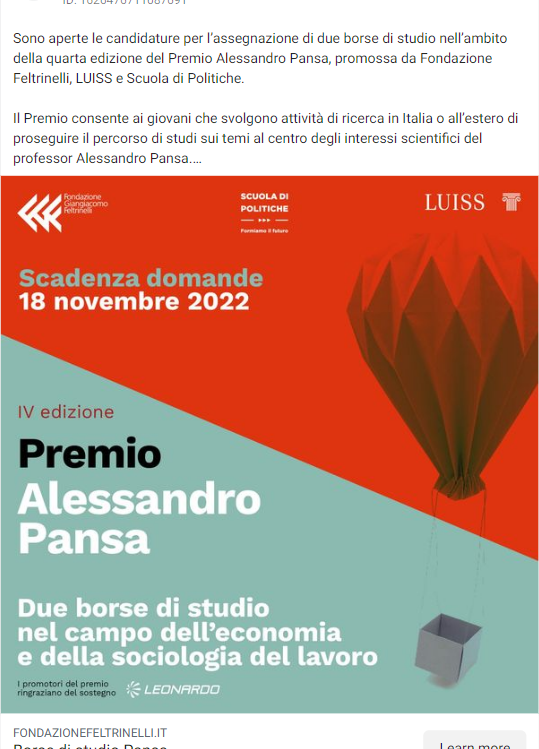 ID: 1620476711087091
Sono aperte le candidature per l'assegnazione di due borse di studio nell'ambito
della quarta edizione del Premio Alessandro Pansa, promossa da Fondazione
Feltrinelli, LUISS e Scuola di Politiche.
Il Premio consente ai giovani che svolgono attività di ricerca in Italia o all'estero di
proseguire il percorso di studi sui temi al centro degli interessi scientifici del
professor Alessandro Pansa....
Fondazione
Giangiacomo
Feltrinelli
SCUOLA DI
POLITICHE
Formiamo il futuro
LUISS
Scadenza domande
18 novembre 2022
IV edizione
Premio
Alessandro
Pansa
Due borse di studio
nel campo dell'economia
e della sociologia del lavoro
I promotori del premio
ringraziano del sostegno
LEONARDO
FONDAZIONEFELTRINELLI.IT
Borse di studio Pansa
Learn more